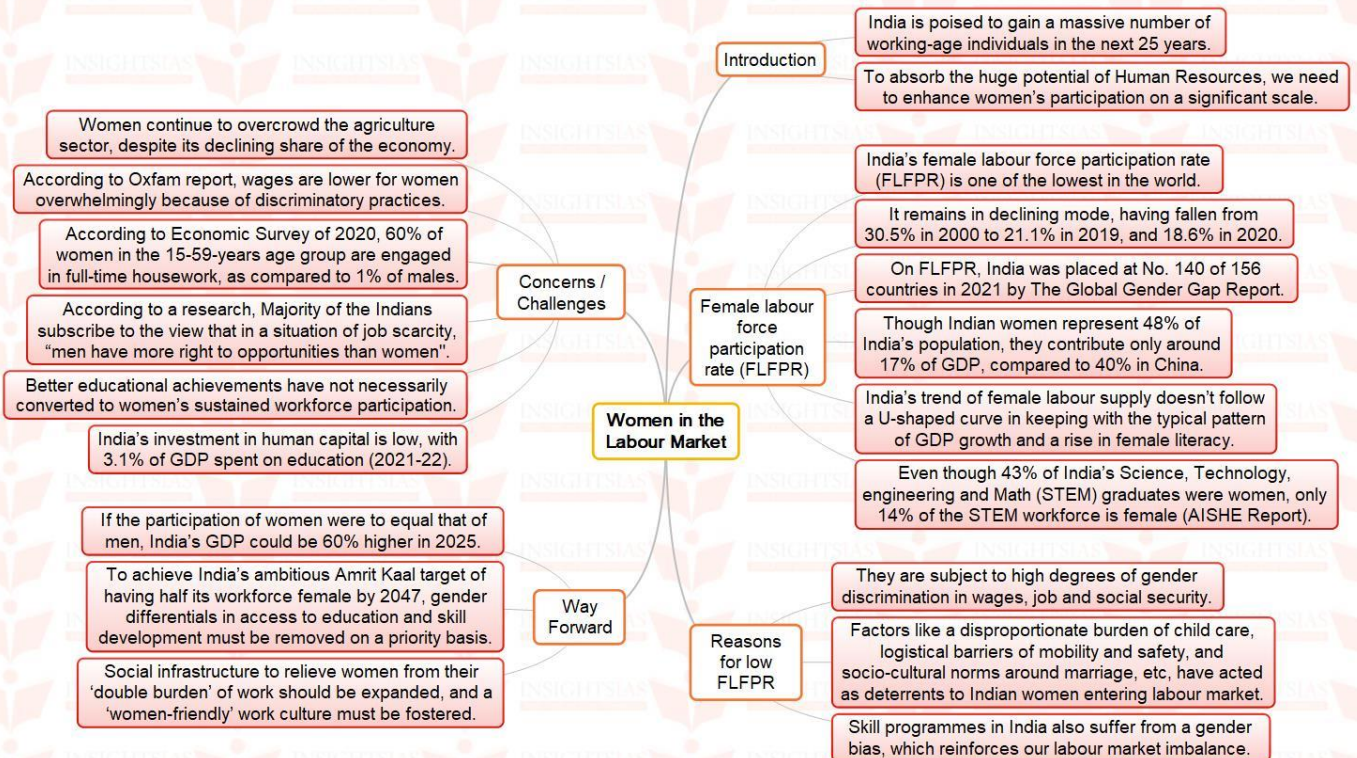 Women in the
Labour Market
Introduction
India is poised to gain a massive number of
working-age individuals in the next 25 years.
To absorb the huge potential of Human Resources, we need
to enhance women's participation on a significant scale.
Female labour
force
participation
rate (FLFPR)
India's female labour force participation rate
(FLFPR) is one of the lowest in the world.
It remains in declining mode, having fallen from
30.5% in 2000 to 21.1% in 2019, and 18.6% in 2020.
On FLFPR, India was placed at No. 140 of 156
countries in 2021 by The Global Gender Gap Report.
Though Indian women represent 48% of
India's population, they contribute only around
17% of GDP, compared to 40% in China.
India's trend of female labour supply doesn't follow
a U-shaped curve in keeping with the typical pattern
of GDP growth and a rise in female literacy.
Even though 43% of India's Science, Technology,
engineering and Math (STEM) graduates were women, only
14% of the STEM workforce is female (AISHE Report).
Reasons
for low
FLFPR
They are subject to high degrees of gender
discrimination in wages, job and social security.
Factors like a disproportionate burden of child care,
logistical barriers of mobility and safety, and
socio-cultural norms around marriage, etc, have acted
as deterrents to Indian women entering labour market.
Skill programmes in India also suffer from a gender
bias, which reinforces our labour market imbalance.
Concerns /
Challenges
Women continue to overcrowd the agriculture
sector, despite its declining share of the economy.
According to Oxfam report, wages are lower for women
overwhelmingly because of discriminatory practices.
According to Economic Survey of 2020, 60% of
women in the 15-59-years age group are engaged
in full-time housework, as compared to 1% of males.
According to a research, Majority of the Indians
subscribe to the view that in a situation of job scarcity,
“men have more right to opportunities than women".
Better educational achievements have not necessarily
converted to women's sustained workforce participation.
India's investment in human capital is low, with
3.1% of GDP spent on education (2021-22).
Way
Forward
If the participation of women were to equal that of
men, India's GDP could be 60% higher in 2025.
To achieve India's ambitious Amrit Kaal target of
having half its workforce female by 2047, gender
differentials in access to education and skill
development must be removed on a priority basis.
Social infrastructure to relieve women from their
'double burden' of work should be expanded, and a
'women-friendly' work culture must be fostered.
INSIGHTSIAS